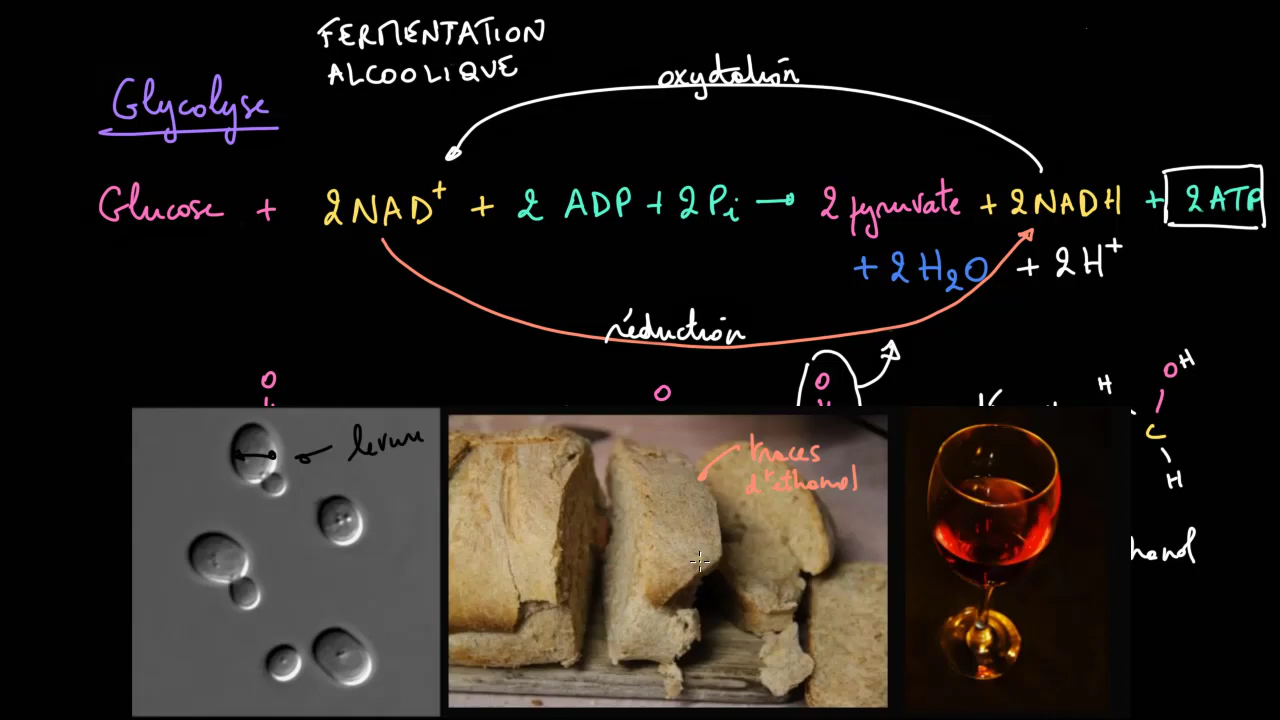 FERMENTATION
ALCOOLIQUE
oxydation
Glycolyse
Glucose + 2NAD⁺ + 2 ADP + 2Pi → 2 pyruvate + 2NADH + 2ATP
+ 2H₂O + 2H⁺
réduction
O
O
O
H
OH
C
H
levure
traces
d'éthanol
hanol